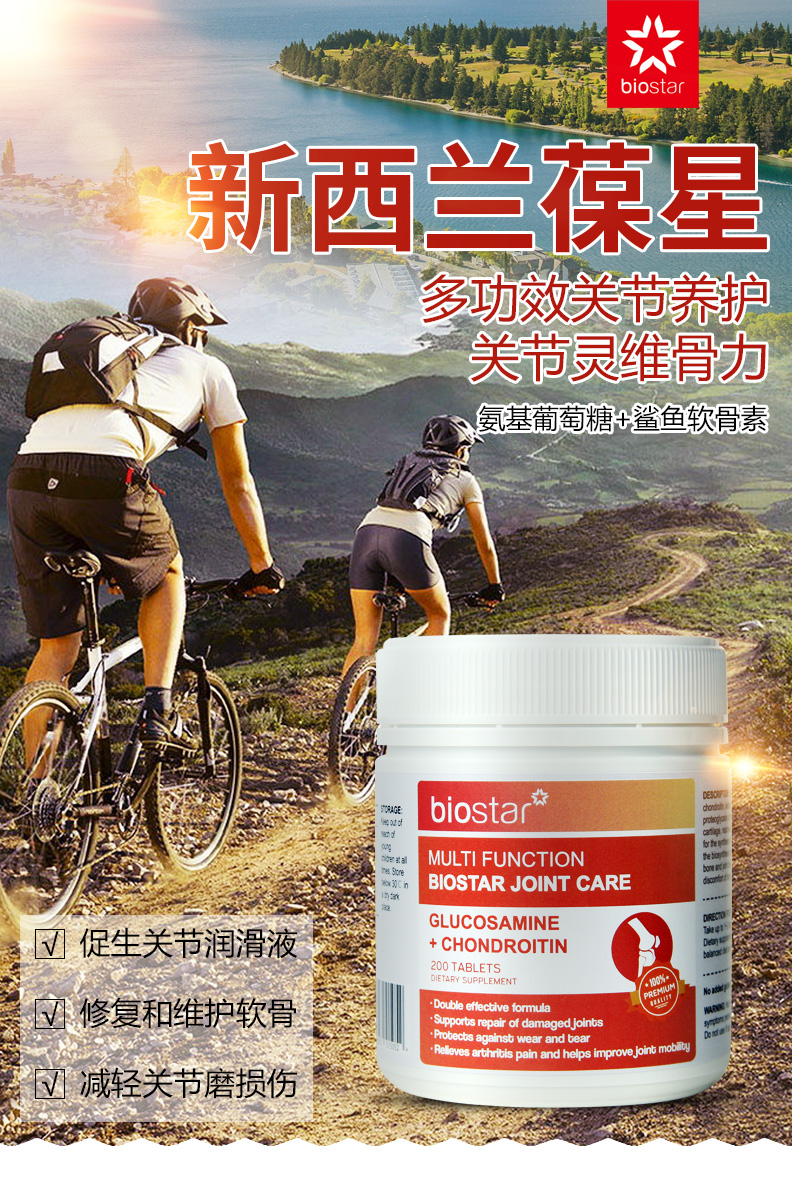 biostar
新西兰葆星
多功效关节养护
关节灵维骨力
氨基葡萄糖+鲨鱼软骨素
biostar
MULTI FUNCTION
BIOSTAR JOINT CARE
GLUCOSAMINE
+ CHONDROITIN
200 TABLETS
DIETARY SUPPLEMENT
100%
PREMIUM
QUALITY
· Double effective formula
· Supports repair of damaged joints
· Protects against wear and tear
· Relieves arthritis pain and helps improve joint mobility
STORAGE:
Keep out of
reach of
young
children at all
times. Store
below 30℃ in
a dry dark
place.
√ 促生关节润滑液
√ 修复和维护软骨
√ 减轻关节磨损伤